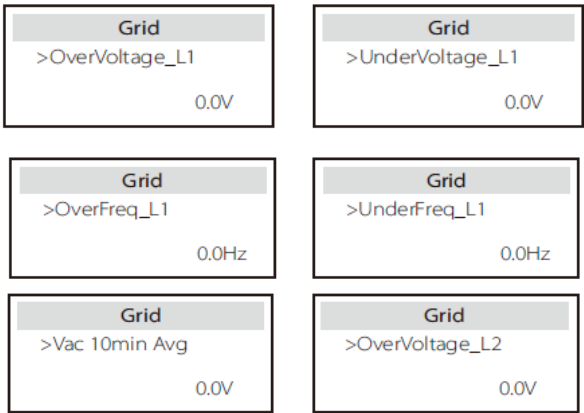 Grid
>OverVoltage_L1
0.0V
Grid
>UnderVoltage_L1
0.0V
Grid
>OverFreq_L1
0.0Hz
Grid
>UnderFreq_L1
0.0Hz
Grid
>Vac 10min Avg
0.0V
Grid
>OverVoltage_L2
0.0V